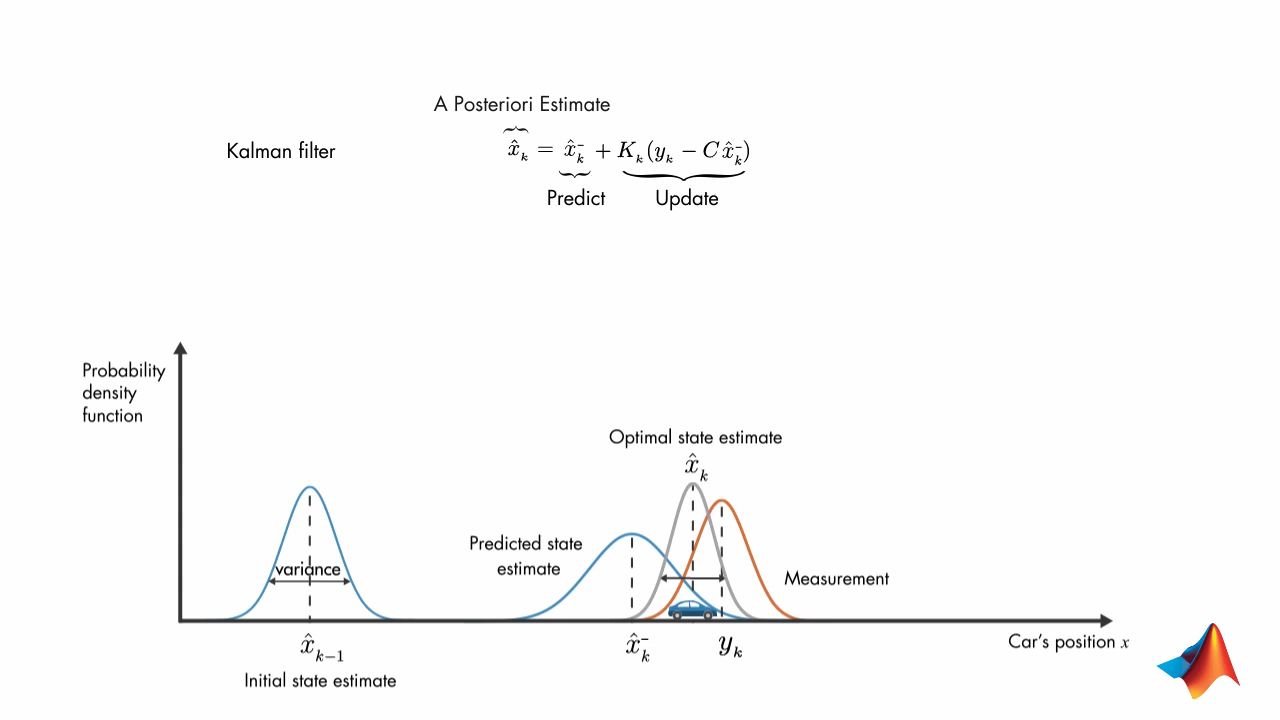 A Posteriori Estimate
Kalman filter
x̂ₖ = x̂ₖ⁻ + Kₖ(yₖ − Cx̂ₖ⁻)
Predict
Update
Probability
density
function
Optimal state estimate
x̂ₖ
Predicted state
estimate
variance
Measurement
x̂ₖ₋₁
x̂ₖ⁻
yₖ
Car's position x
Initial state estimate